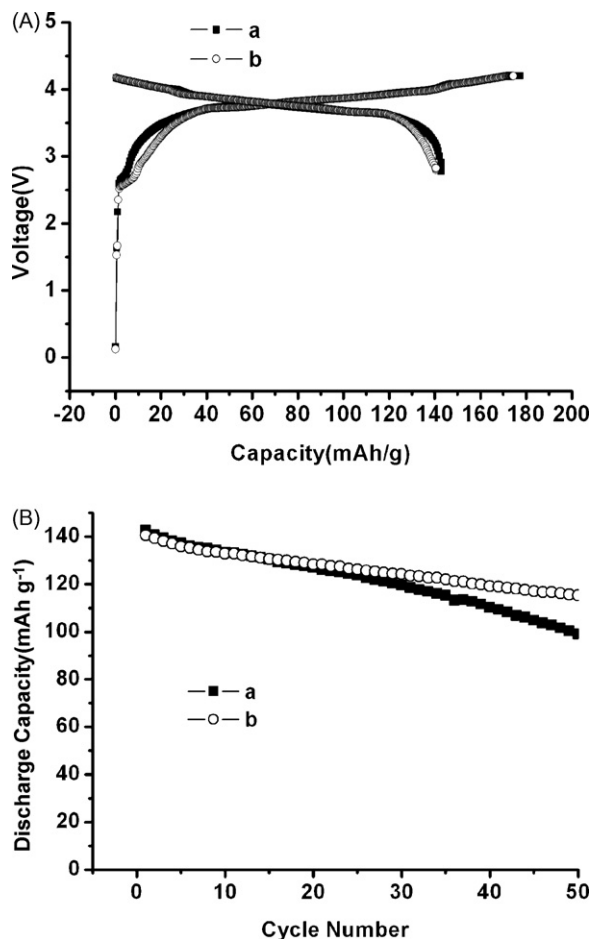 (A)
a
b
5
4
3
2
1
0
Voltage(V)
-20 0 20 40 60 80 100 120 140 160 180 200
Capacity(mAh/g)
(B)
140
120
100
80
60
40
20
0
Discharge Capacity(mAh g⁻¹)
a
b
0 10 20 30 40 50
Cycle Number